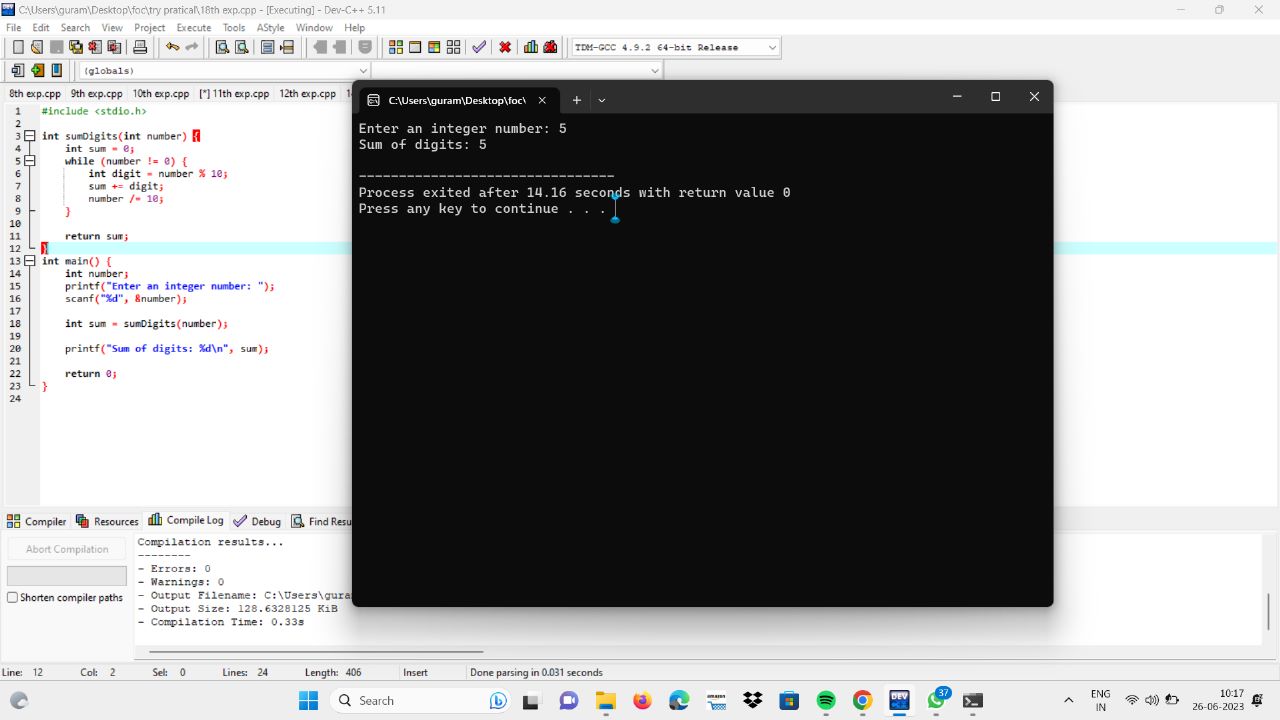 C:\Users\guram\Desktop\foc\try pratical\18th exp.cpp - [Executing] - Dev-C++ 5.11
File Edit Search View Project Execute Tools AStyle Window Help
TDM-GCC 4.9.2 64-bit Release
(globals)
8th exp.cpp 9th exp.cpp 10th exp.cpp [*] 11th exp.cpp 12th exp.cpp
C:\Users\guram\Desktop\foc\
1 #include <stdio.h>
2
3 int sumDigits(int number) {
4 int sum = 0;
5 while (number != 0) {
6 int digit = number % 10;
7 sum += digit;
8 number /= 10;
9 }
10
11 return sum;
12 }
13 int main() {
14 int number;
15 printf("Enter an integer number: ");
16 scanf("%d", &number);
17
18 int sum = sumDigits(number);
19
20 printf("Sum of digits: %d\n", sum);
21
22 return 0;
23 }
24
Enter an integer number: 5
Sum of digits: 5
--------------------------------
Process exited after 14.16 seconds with return value 0
Press any key to continue . . .
Compiler Resources Compile Log Debug Find Resu
Abort Compilation
Shorten compiler paths
Compilation results...
--------
- Errors: 0
- Warnings: 0
- Output Filename: C:\Users\guram
- Output Size: 128.6328125 KiB
- Compilation Time: 0.33s
Line: 12 Col: 2 Sel: 0 Lines: 24 Length: 406 Insert Done parsing in 0.031 seconds
Search
amazon
DEV
37
ENG
IN
10:17
26-06-2023